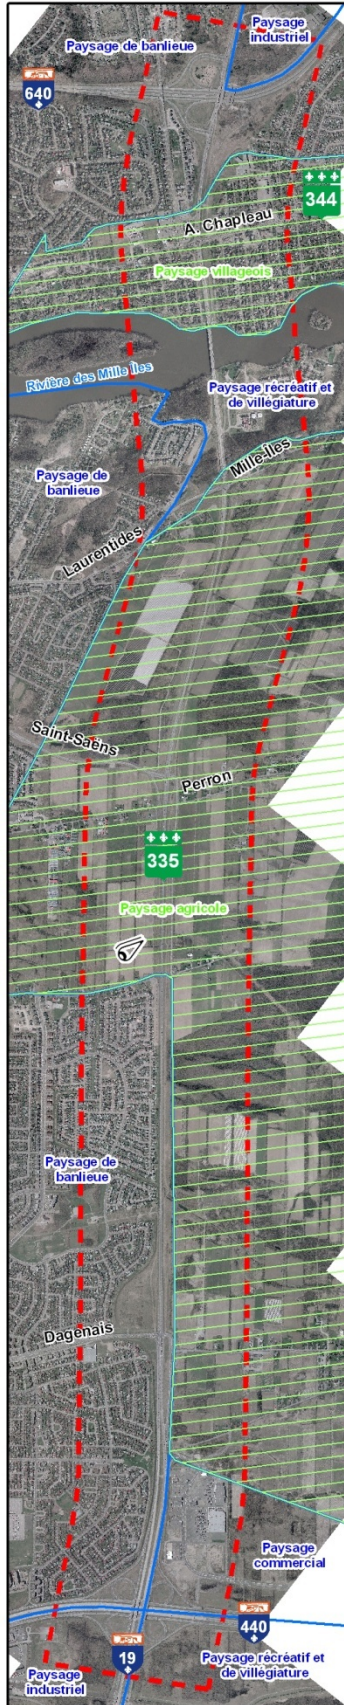 Paysage de banlieue
Paysage
industriel
640
344
A. Chapleau
Paysage villageois
Rivière des Mille Îles
Paysage récréatif et
de villégiature
Mille-Îles
Paysage de
banlieue
Laurentides
Saint-Saëns
Perron
335
Paysage agricole
Paysage de
banlieue
Dagenais
Paysage
commercial
440
19
Paysage récréatif et
de villégiature
Paysage
industriel